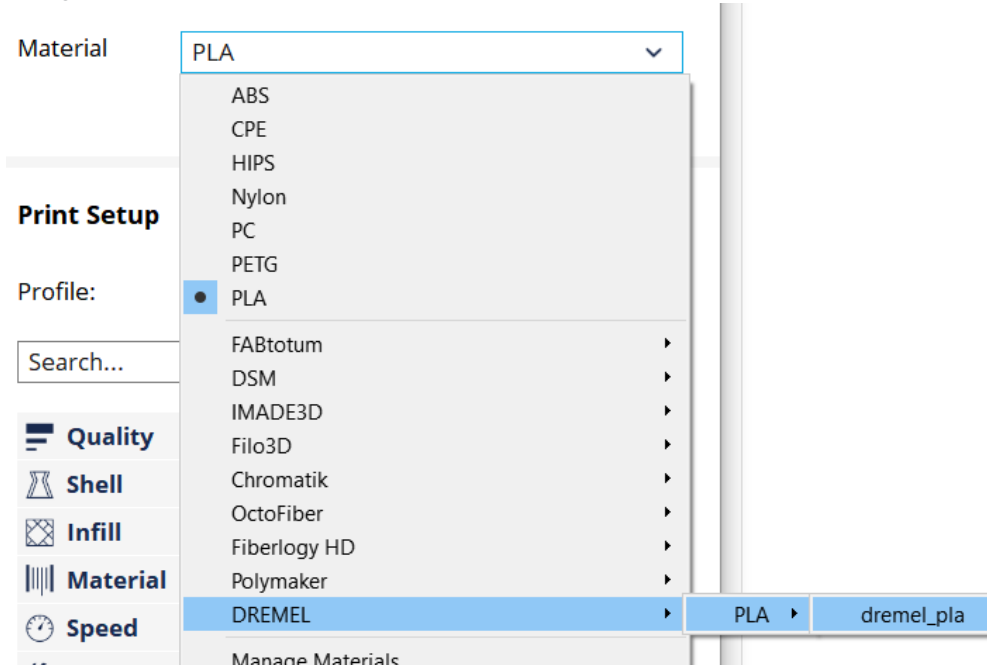 Material PLA
ABS
CPE
HIPS
Nylon
Print Setup
PC
PETG
Profile:
PLA
FABtotum
Search...
DSM
IMADE3D
Quality
Filo3D
Shell
Chromatik
OctoFiber
Infill
Fiberlogy HD
Material
Polymaker
DREMEL PLA dremel_pla
Speed
Manage Materials